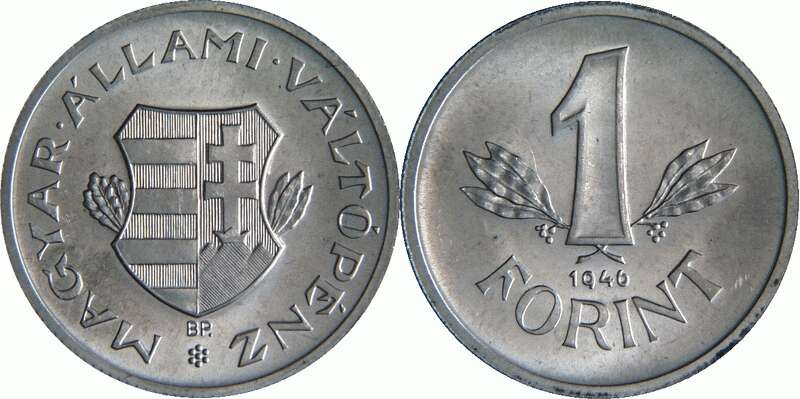 MAGYAR·ÁLLAMI·VÁLTÓPÉNZ
BP.
1
1946
FORINT